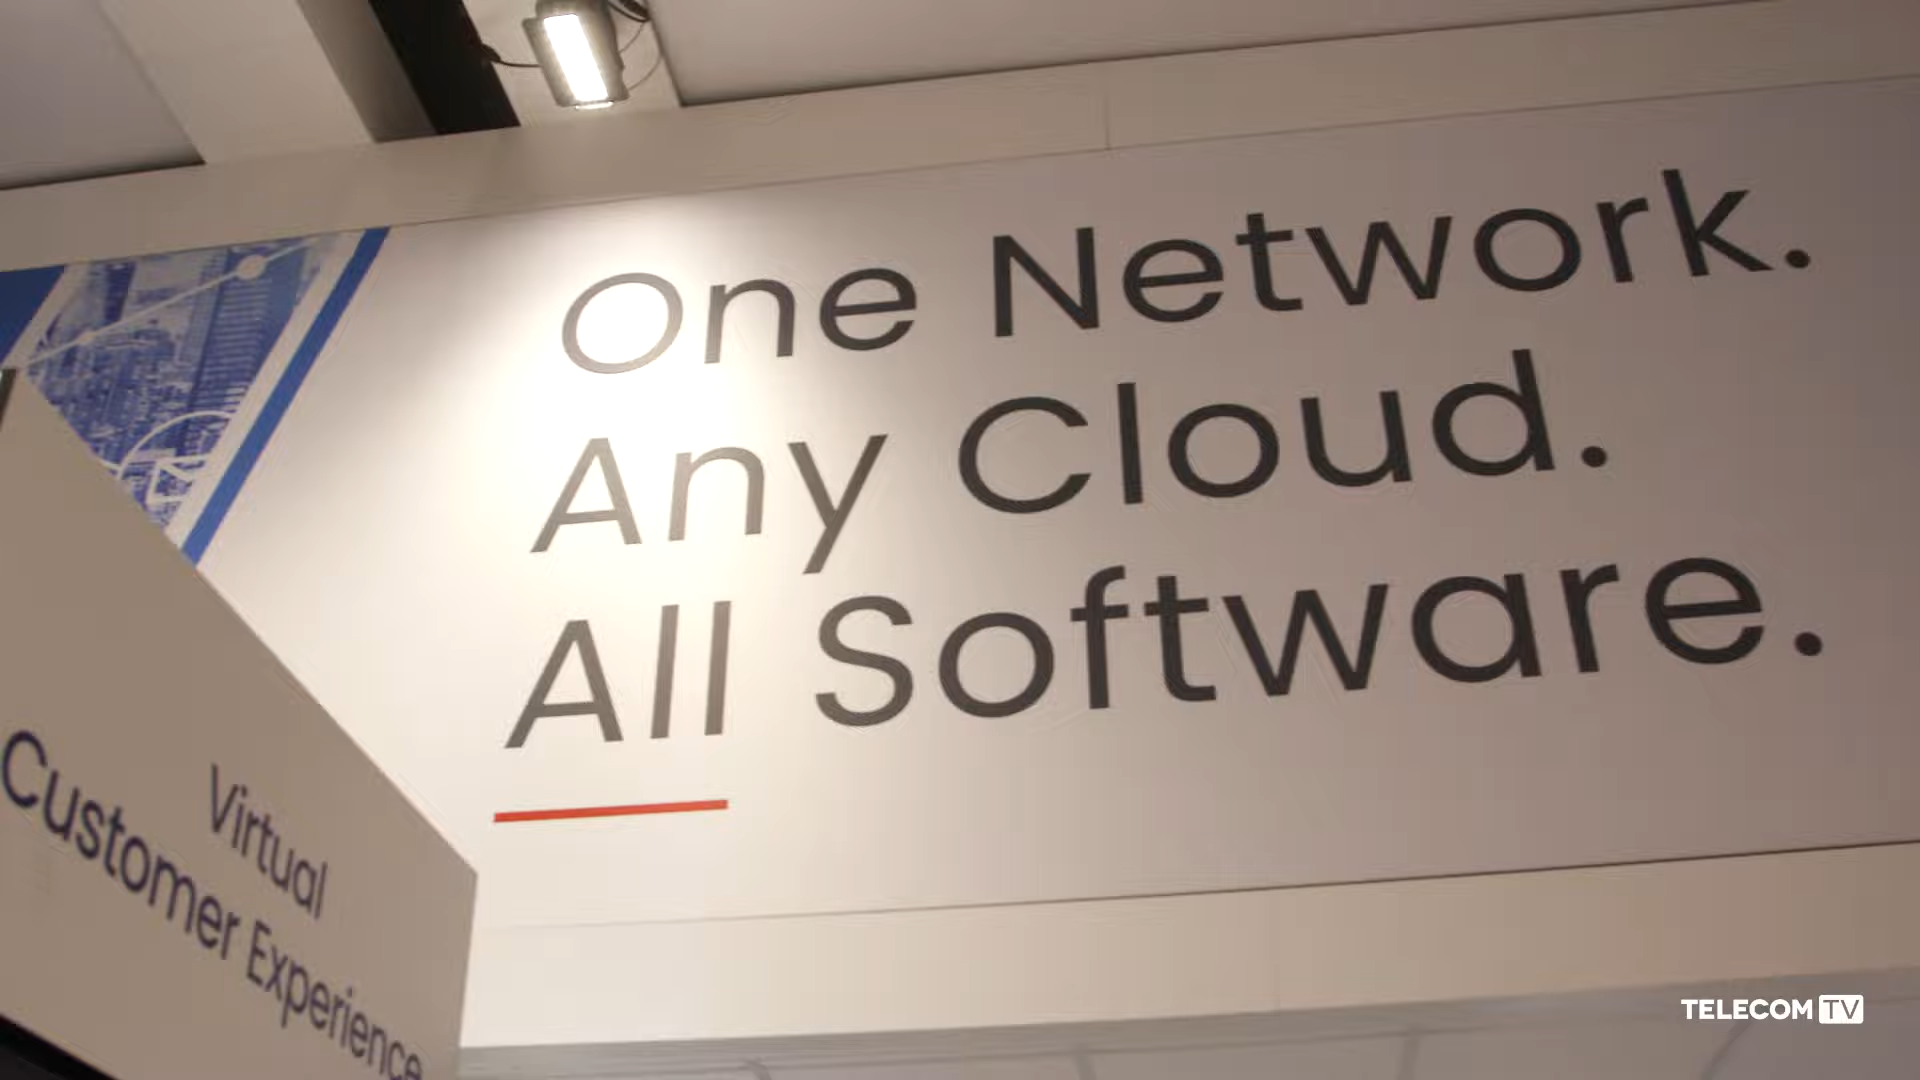 One Network.
Any Cloud.
All Software.
Virtual
Customer Experience
TELECOM TV